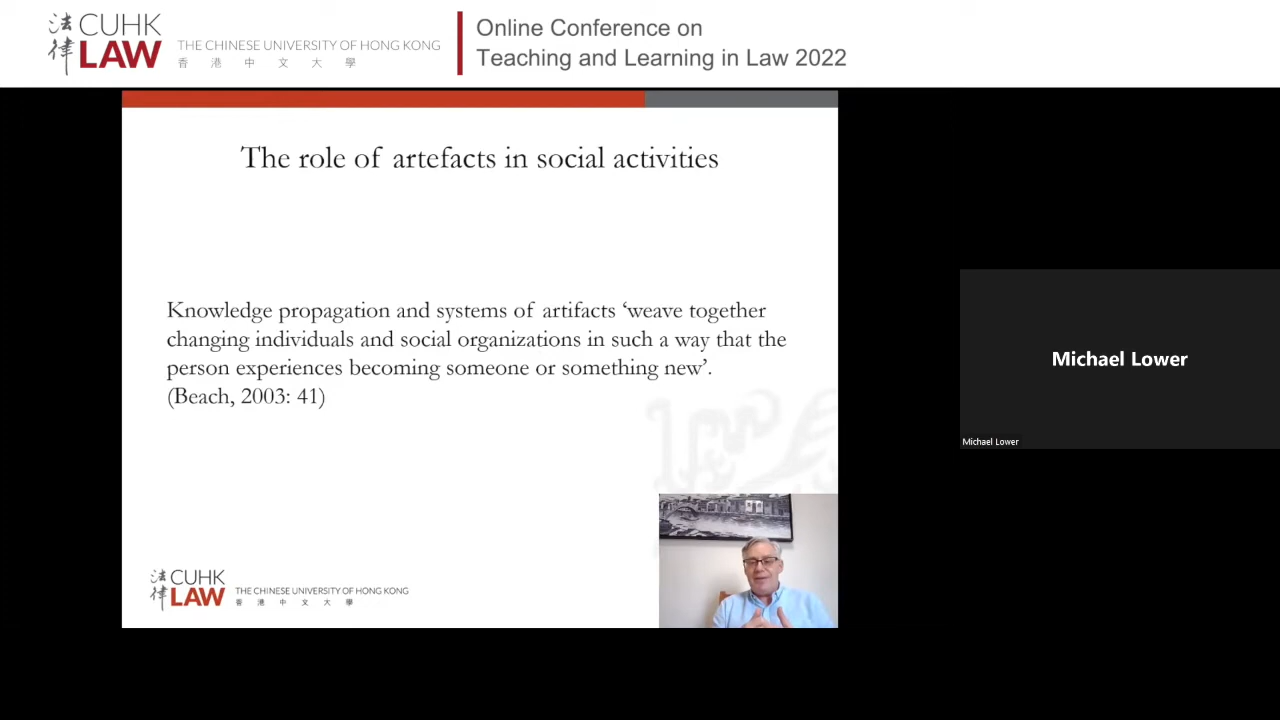 法律 CUHK LAW
THE CHINESE UNIVERSITY OF HONG KONG
香港中文大學
Online Conference on
Teaching and Learning in Law 2022
The role of artefacts in social activities
Knowledge propagation and systems of artifacts ‘weave together
changing individuals and social organizations in such a way that the
person experiences becoming someone or something new’.
(Beach, 2003: 41)
Michael Lower
Michael Lower
法律 CUHK LAW
THE CHINESE UNIVERSITY OF HONG KONG
香港中文大學